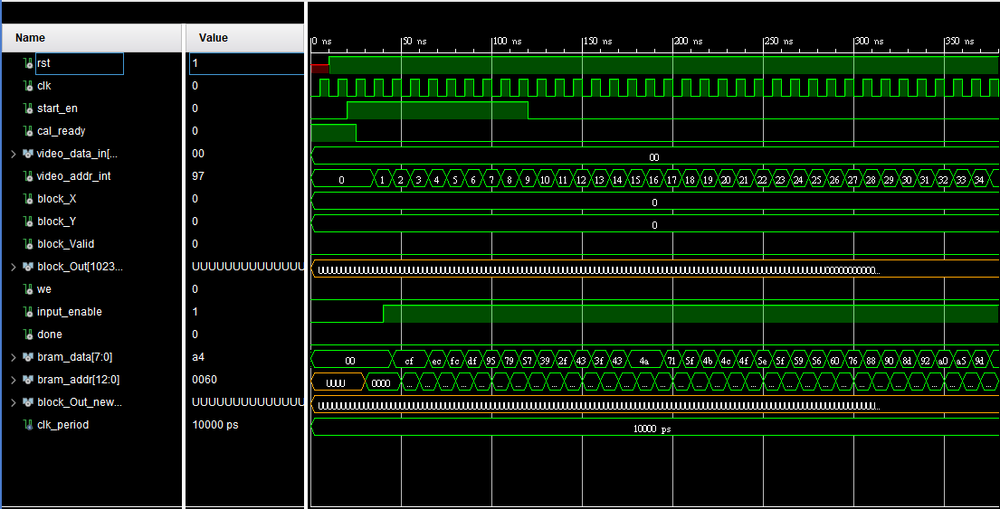 Name Value
0 ns 50 ns 100 ns 150 ns 200 ns 250 ns 300 ns 350 ns
rst 1
clk 0
start_en 0
cal_ready 0
video_data_in[... 00 00
video_addr_int 97 0 1 2 3 4 5 6 7 8 9 10 11 12 13 14 15 16 17 18 19 20 21 22 23 24 25 26 27 28 29 30 31 32 33 34
block_X 0 0
block_Y 0 0
block_Valid 0
block_Out[1023...
we 0
input_enable 1
done 0
bram_data[7:0] a4 00 cf ec fc df 95 79 57 39 2f 43 3f 43 4a 71 5f 4b 4c 4f 5e 5f 59 56 60 76 88 90 8d 92 a0 a5 9d
bram_addr[12:0] 0060 0000 ... ... ... ... ... ... ... ... ... ... ... ... ... ... ... ... ... ... ... ... ... ... ... ... ... ... ... ... ... ... ... ...
block_Out_new...
clk_period 10000 ps 10000 ps